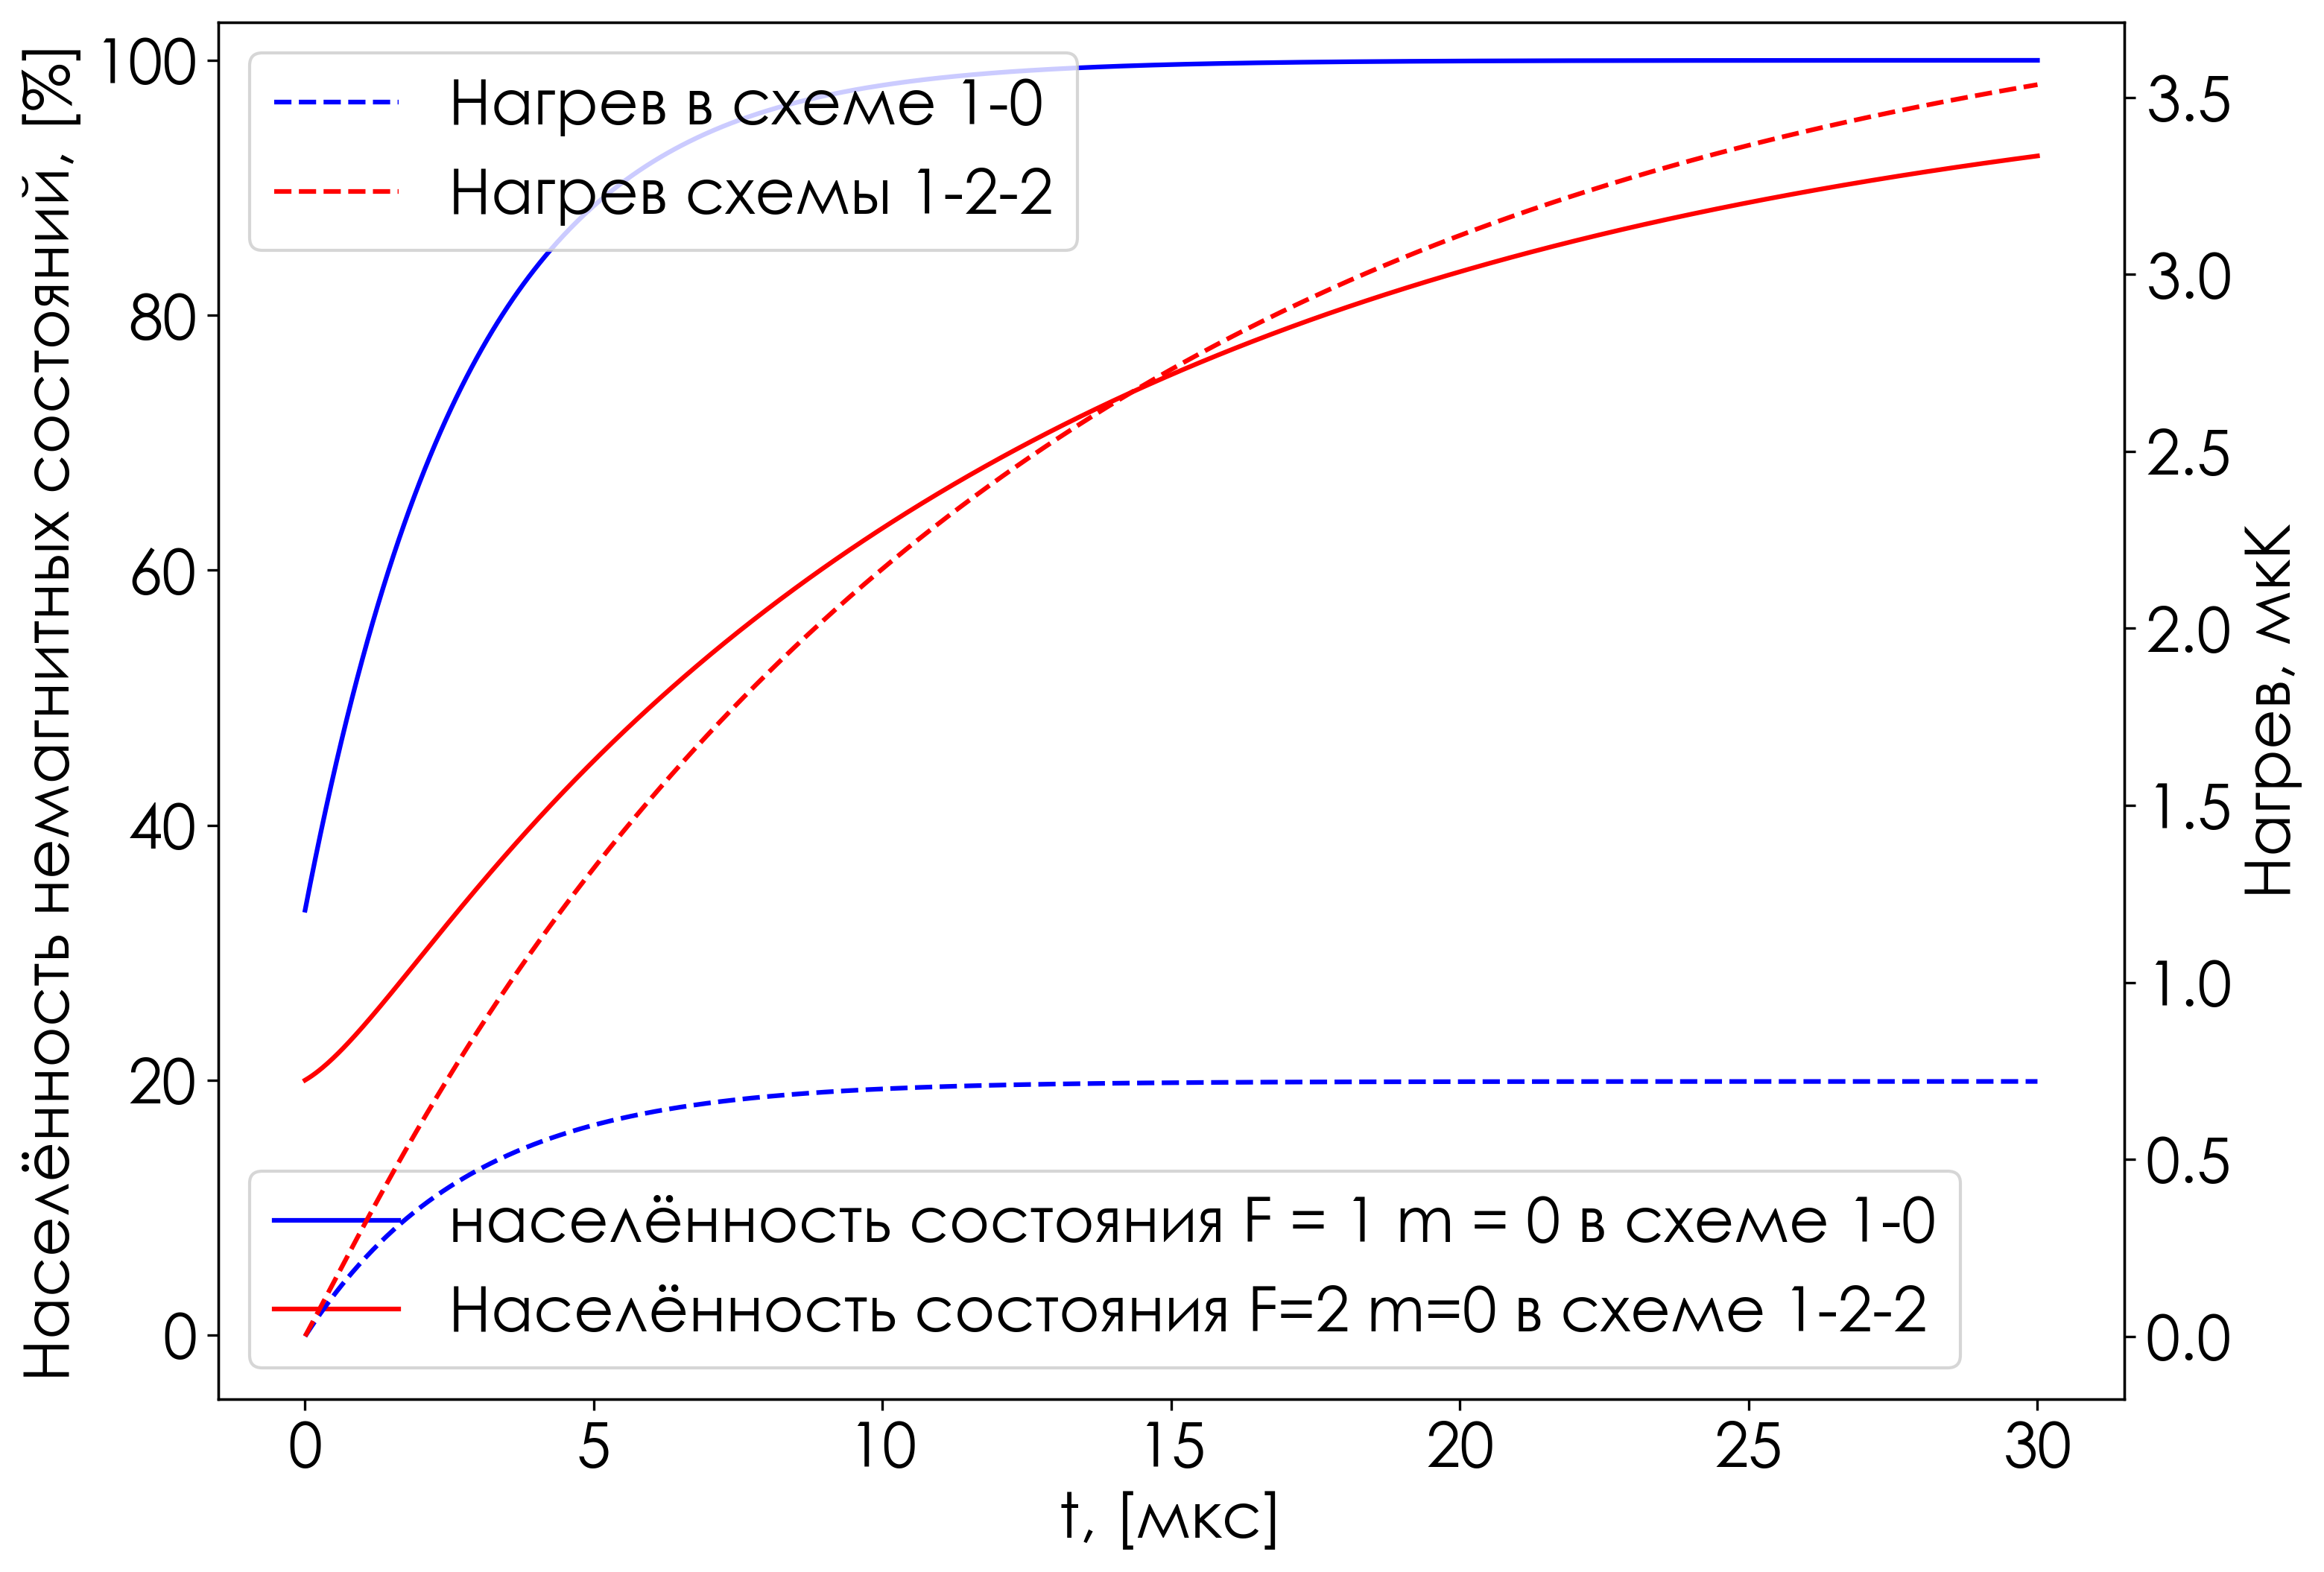 Населённость немагнитных состояний, [%]
100
80
60
40
20
0
Нагрев в схеме 1-0
Нагрев схемы 1-2-2
населённость состояния F = 1 m = 0 в схеме 1-0
Населённость состояния F=2 m=0 в схеме 1-2-2
3.5
3.0
2.5
2.0
1.5
1.0
0.5
0.0
Нагрев, мкК
0 5 10 15 20 25 30
t, [мкс]